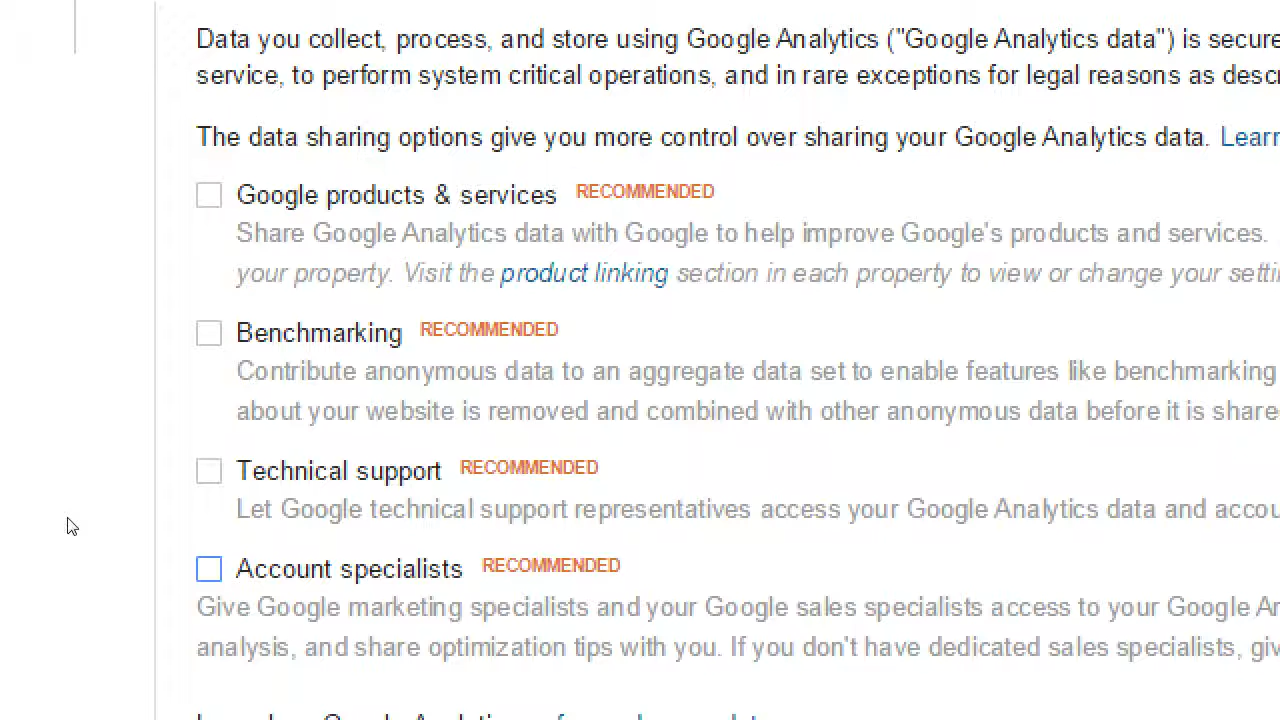 Data you collect, process, and store using Google Analytics ("Google Analytics data") is secure
service, to perform system critical operations, and in rare exceptions for legal reasons as descr
The data sharing options give you more control over sharing your Google Analytics data. Learn
Google products & services RECOMMENDED
Share Google Analytics data with Google to help improve Google's products and services.
your property. Visit the product linking section in each property to view or change your settin
Benchmarking RECOMMENDED
Contribute anonymous data to an aggregate data set to enable features like benchmarking
about your website is removed and combined with other anonymous data before it is share
Technical support RECOMMENDED
Let Google technical support representatives access your Google Analytics data and accou
Account specialists RECOMMENDED
Give Google marketing specialists and your Google sales specialists access to your Google An
analysis, and share optimization tips with you. If you don't have dedicated sales specialists, giv